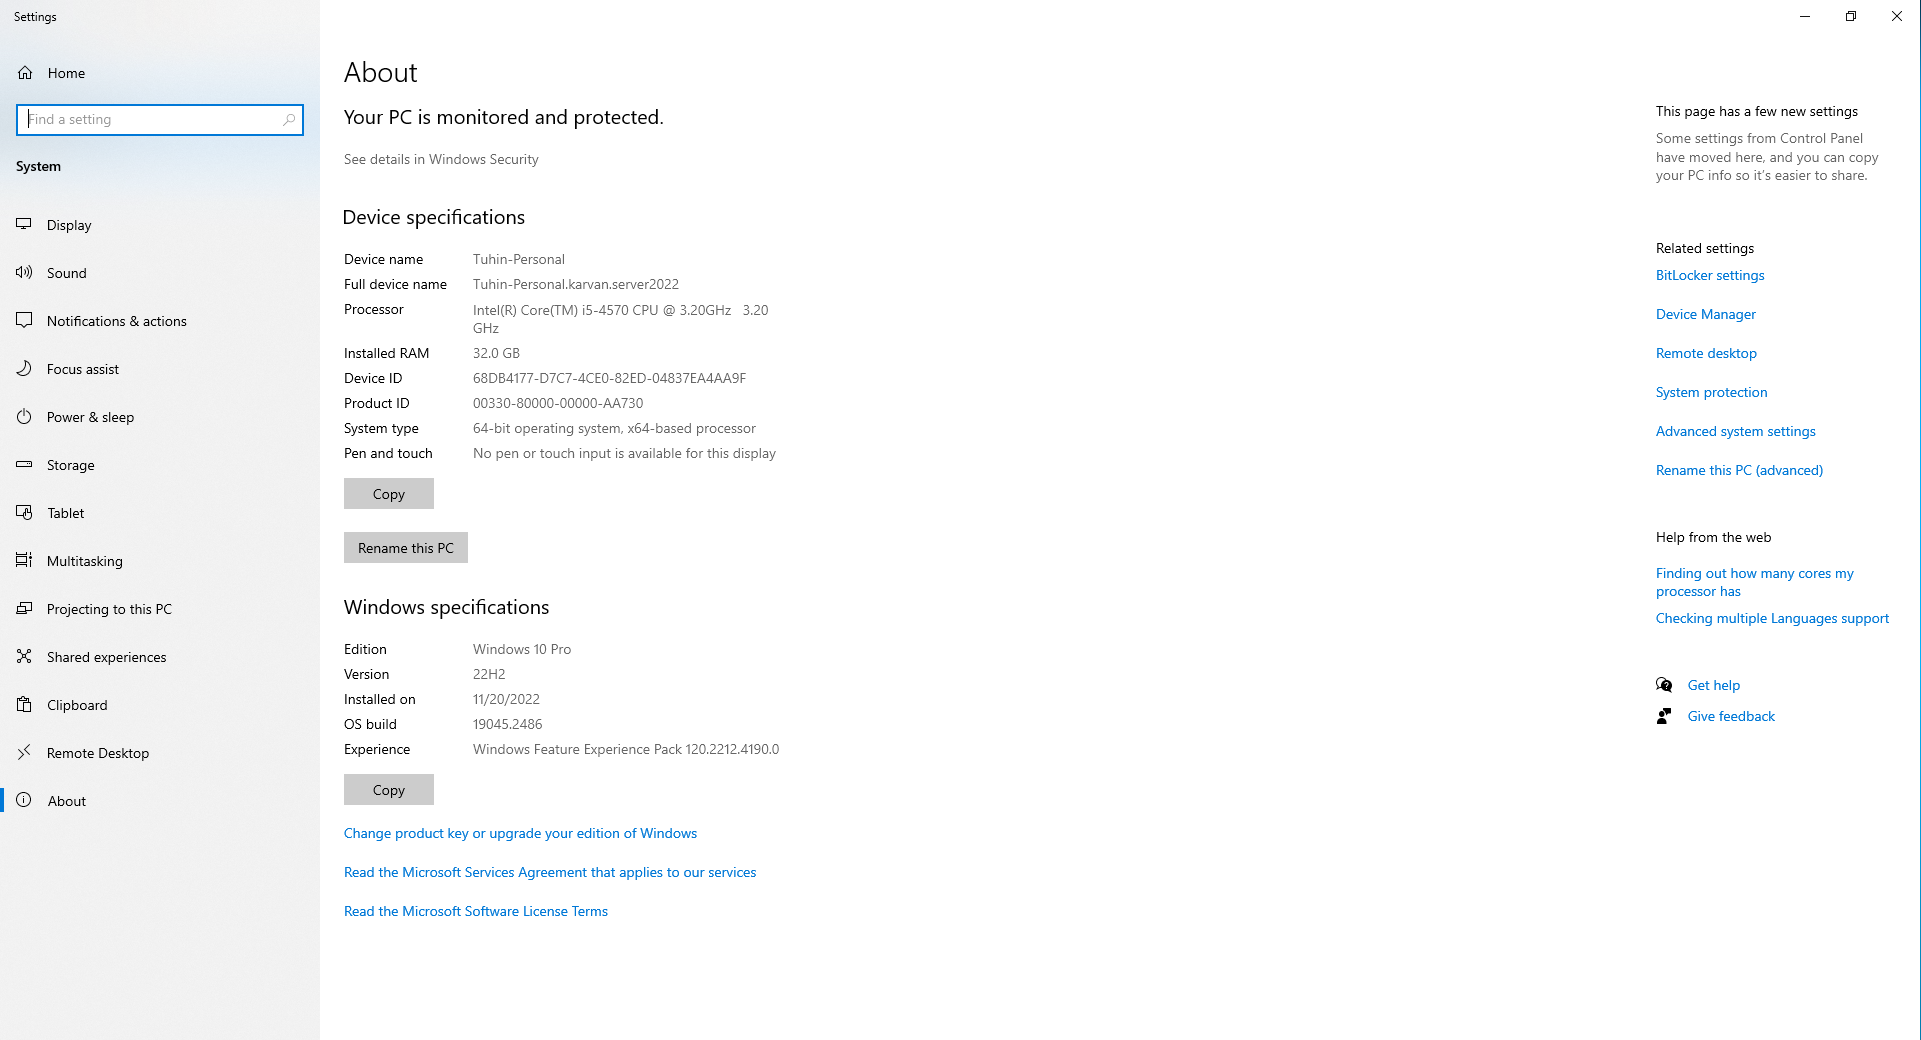 Settings
Home
Find a setting
System
Display
Sound
Notifications & actions
Focus assist
Power & sleep
Storage
Tablet
Multitasking
Projecting to this PC
Shared experiences
Clipboard
Remote Desktop
About
About
Your PC is monitored and protected.
See details in Windows Security
Device specifications
Device name Tuhin-Personal
Full device name Tuhin-Personal.karvan.server2022
Processor Intel(R) Core(TM) i5-4570 CPU @ 3.20GHz 3.20
GHz
Installed RAM 32.0 GB
Device ID 68DB4177-D7C7-4CE0-82ED-04837EA4AA9F
Product ID 00330-80000-00000-AA730
System type 64-bit operating system, x64-based processor
Pen and touch No pen or touch input is available for this display
Copy
Rename this PC
Windows specifications
Edition Windows 10 Pro
Version 22H2
Installed on 11/20/2022
OS build 19045.2486
Experience Windows Feature Experience Pack 120.2212.4190.0
Copy
Change product key or upgrade your edition of Windows
Read the Microsoft Services Agreement that applies to our services
Read the Microsoft Software License Terms
This page has a few new settings
Some settings from Control Panel
have moved here, and you can copy
your PC info so it's easier to share.
Related settings
BitLocker settings
Device Manager
Remote desktop
System protection
Advanced system settings
Rename this PC (advanced)
Help from the web
Finding out how many cores my
processor has
Checking multiple Languages support
Get help
Give feedback